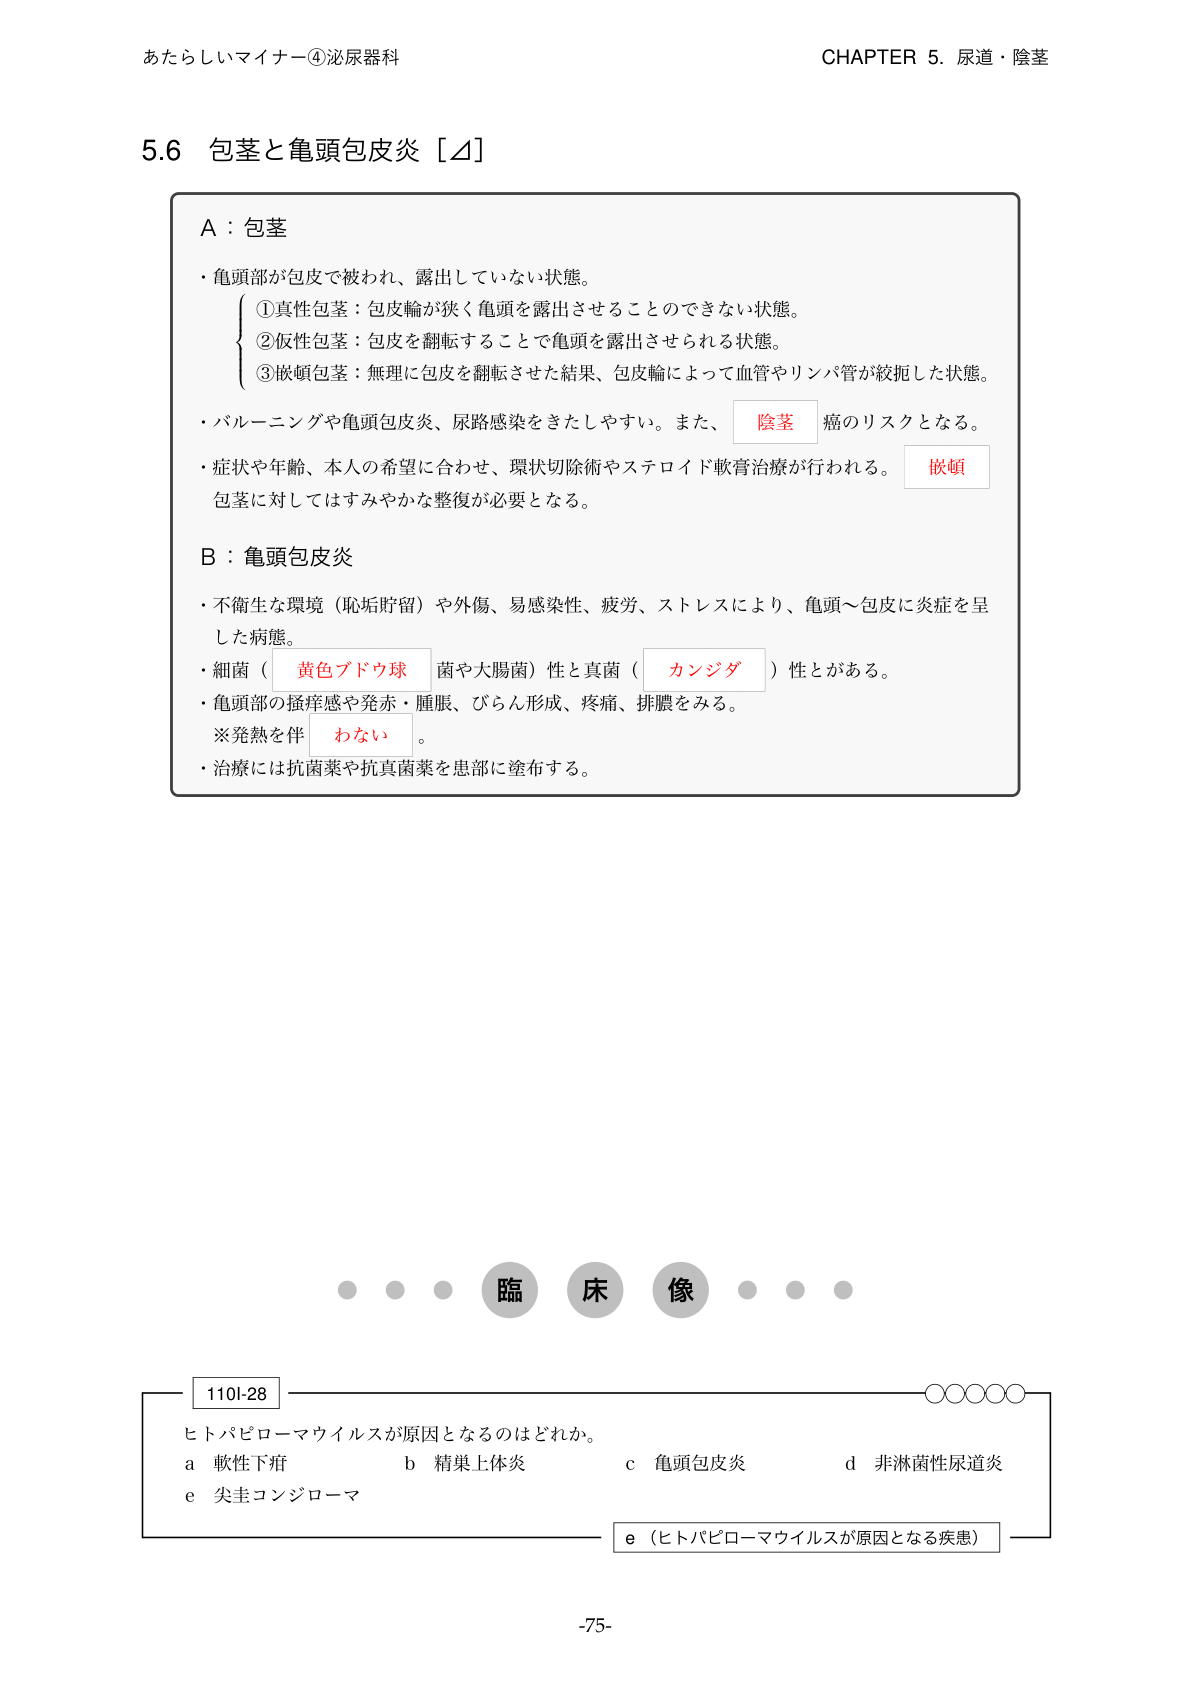 あたらしいマイナー④泌尿器科
CHAPTER 5. 尿道・陰茎
5.6 包茎と亀頭包皮炎［⊿］
A：包茎
・亀頭部が包皮で被われ、露出していない状態。
①真性包茎：包皮輪が狭く亀頭を露出させることのできない状態。
②仮性包茎：包皮を翻転することで亀頭を露出させられる状態。
③嵌頓包茎：無理に包皮を翻転させた結果、包皮輪によって血管やリンパ管が絞扼した状態。
・バルーニングや亀頭包皮炎、尿路感染をきたしやすい。また、 陰茎 癌のリスクとなる。
・症状や年齢、本人の希望に合わせ、環状切除術やステロイド軟膏治療が行われる。 嵌頓
包茎に対してはすみやかな整復が必要となる。
B：亀頭包皮炎
・不衛生な環境（恥垢貯留）や外傷、易感染性、疲労、ストレスにより、亀頭〜包皮に炎症を呈
した病態。
・細菌（ 黄色ブドウ球 菌や大腸菌）性と真菌（ カンジダ ）性とがある。
・亀頭部の掻痒感や発赤・腫脹、びらん形成、疼痛、排膿をみる。
※発熱を伴 わない 。
・治療には抗菌薬や抗真菌薬を患部に塗布する。
臨 床 像
110I-28
ヒトパピローマウイルスが原因となるのはどれか。
a 軟性下疳 b 精巣上体炎 c 亀頭包皮炎 d 非淋菌性尿道炎
e 尖圭コンジローマ
e （ヒトパピローマウイルスが原因となる疾患）
-75-